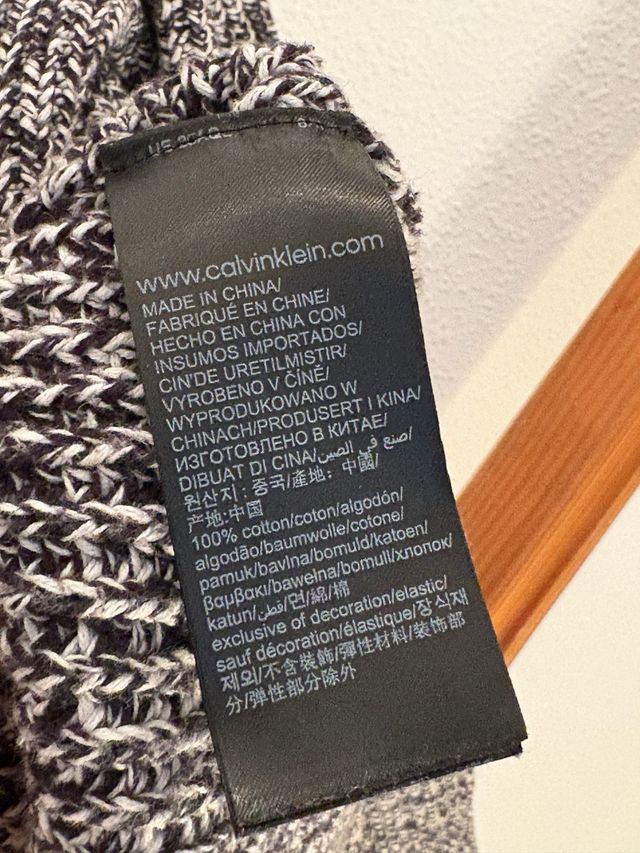 www.calvinklein.com
MADE IN CHINA/
FABRIQUÉ EN CHINE/
HECHO EN CHINA CON
INSUMOS IMPORTADOS/
CIN'DE URETILMISTIR/
VYROBENO V ČÍNĚ/
WYPRODUKOWANO W
CHINACH/PRODUSERT I KINA/
ИЗГОТОВЛЕНО В КИТАЕ/
DIBUAT DI CINA/صنع في الصين/
원산지: 중국/產地: 中國/
产地:中国
100% cotton/coton/algodón/
algodão/baumwolle/cotone/
pamuk/bavlna/bomuld/katoen/
βαμβακι/bawełna/bomull/хлопок/
katun/قطن/면/綿/棉
exclusive of decoration/elastic/
sauf décoration/élastique/장식재
제외/不含裝飾/彈性材料/装饰部
分/弹性部分除外